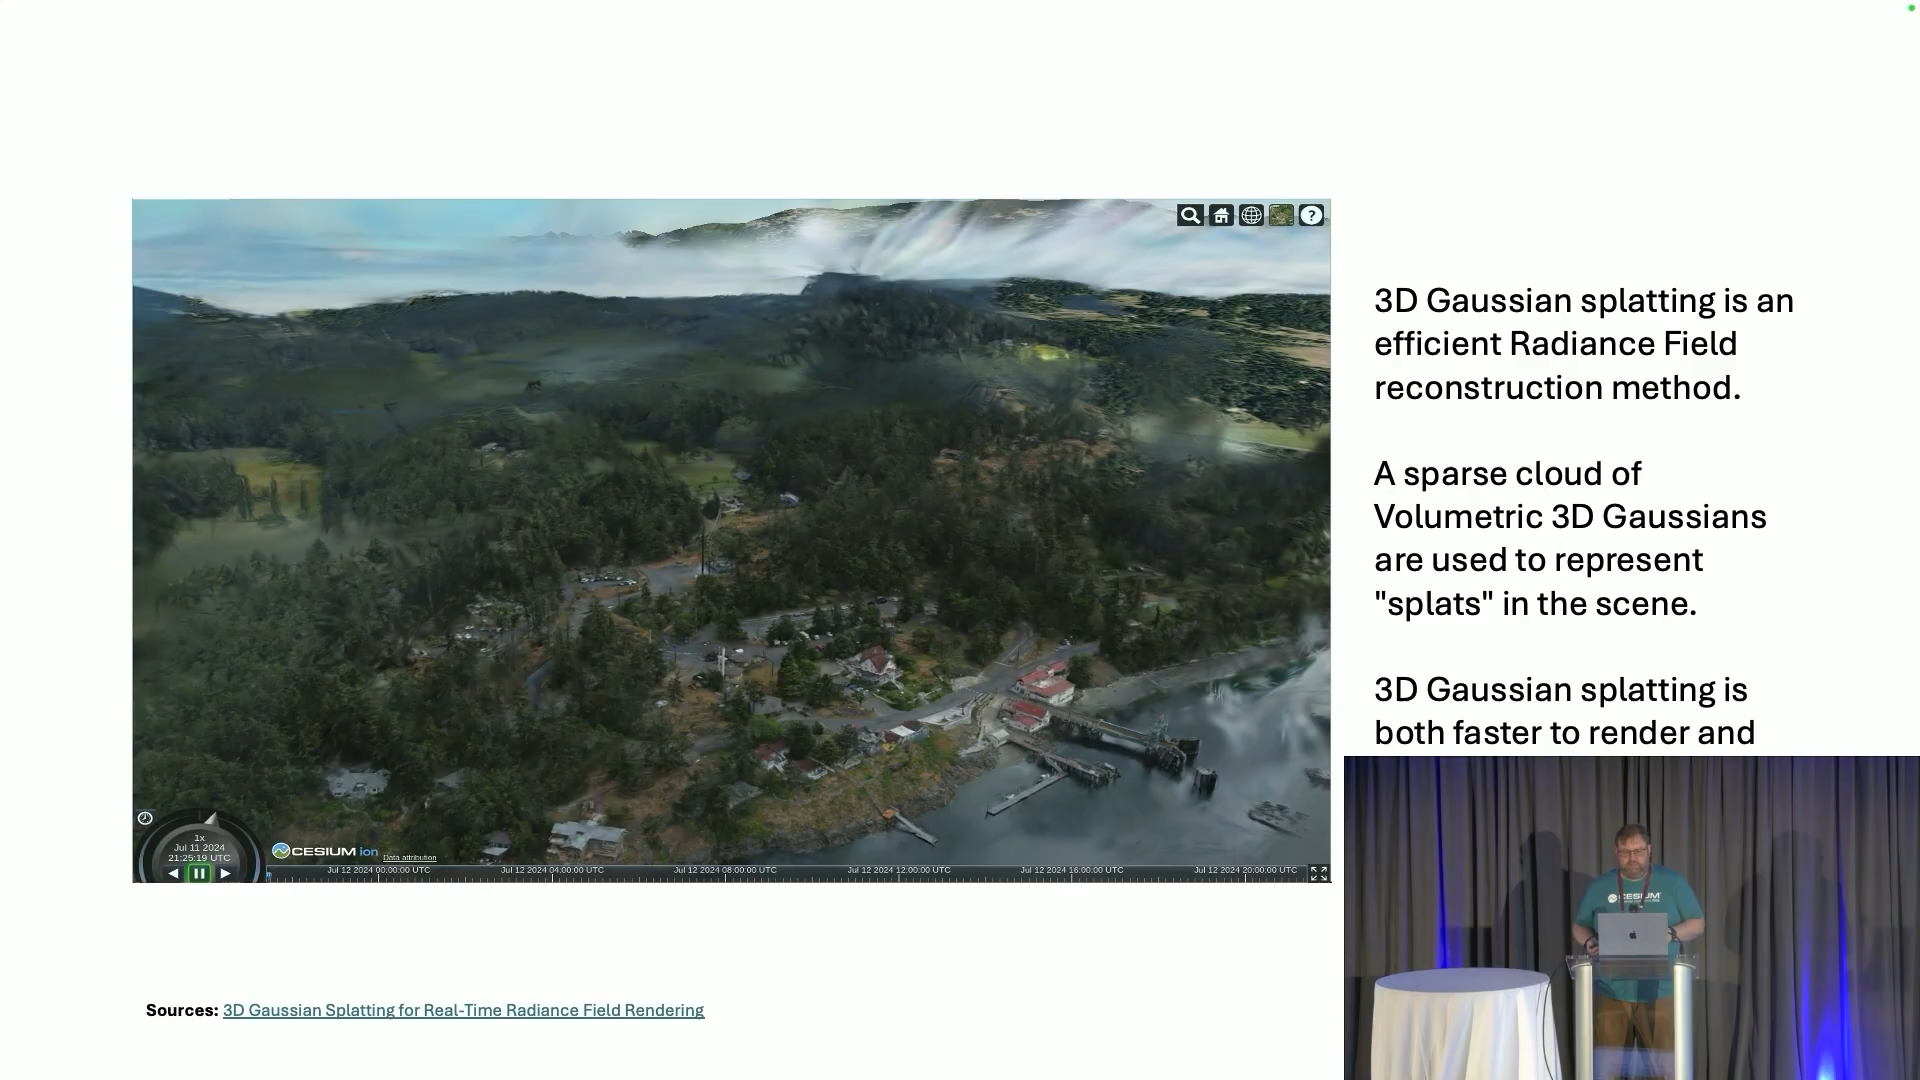 3D Gaussian splatting is an
efficient Radiance Field
reconstruction method.
A sparse cloud of
Volumetric 3D Gaussians
are used to represent
"splats" in the scene.
3D Gaussian splatting is
both faster to render and
?
1x
Jul 11 2024
21:25:19 UTC
CESIUM ion
Data attribution
Jul 12 2024 00:00:00 UTC
Jul 12 2024 04:00:00 UTC
Jul 12 2024 08:00:00 UTC
Jul 12 2024 12:00:00 UTC
Jul 12 2024 16:00:00 UTC
Jul 12 2024 20:00:00 UTC
Sources: 3D Gaussian Splatting for Real-Time Radiance Field Rendering
CESIUM